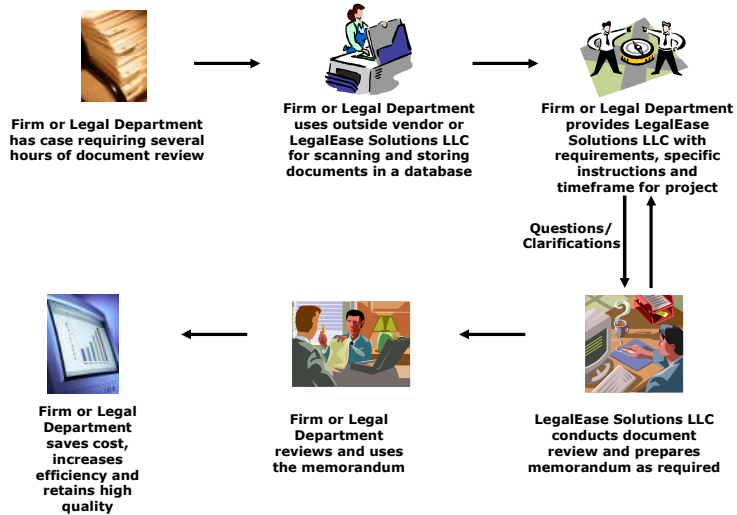 Firm or Legal Department
has case requiring several
hours of document review
Firm or Legal Department
uses outside vendor or
LegalEase Solutions LLC
for scanning and storing
documents in a database
Firm or Legal Department
provides LegalEase
Solutions LLC with
requirements, specific
instructions and
timeframe for project
Questions/
Clarifications
LegalEase Solutions LLC
conducts document
review and prepares
memorandum as required
Firm or Legal
Department
reviews and uses
the memorandum
Firm or Legal
Department
saves cost,
increases
efficiency and
retains high
quality